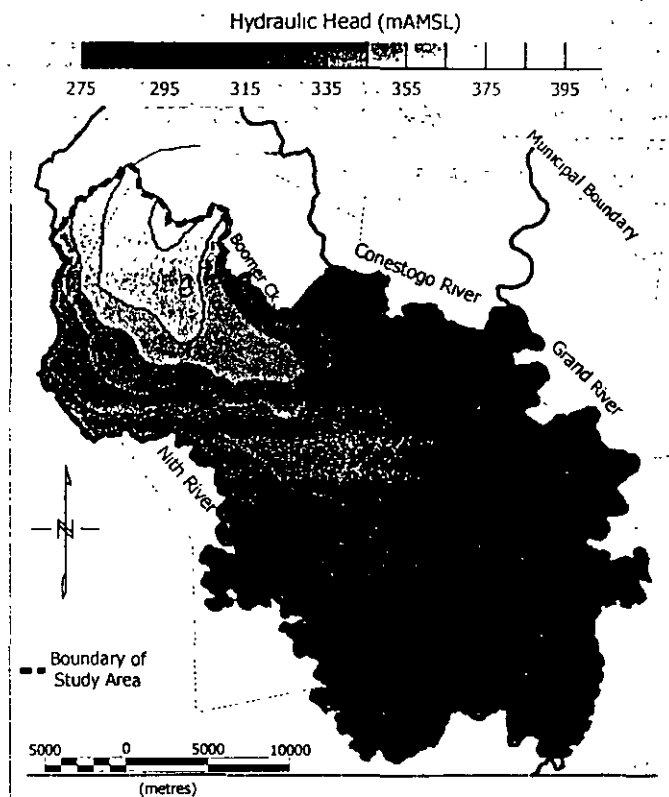 Hydraulic Head (mAMSL)
275 295 315 335 355 375 395
Municipal Boundary
Boomer Ck.
Conestogo River
Grand River
Nith River
N
Boundary of
Study Area
5000 0 5000 10000
(metres)